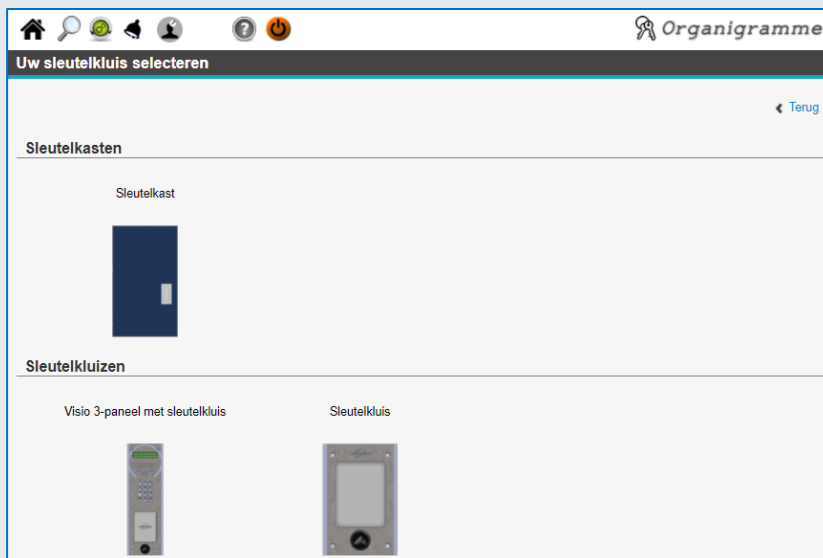 Organigramme
Uw sleutelkluis selecteren
Terug
Sleutelkasten
Sleutelkast
Sleutelkluizen
Visio 3-paneel met sleutelkluis
Sleutelkluis